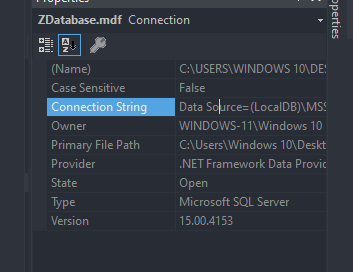 Properties
ZDatabase.mdf Connection
(Name) C:\USERS\WINDOWS 10\DES
Case Sensitive False
Connection String Data Source=(LocalDB)\MSS
Owner WINDOWS-11\Windows 10
Primary File Path C:\Users\Windows 10\Deskt
Provider .NET Framework Data Provid
State Open
Type Microsoft SQL Server
Version 15.00.4153
Properties